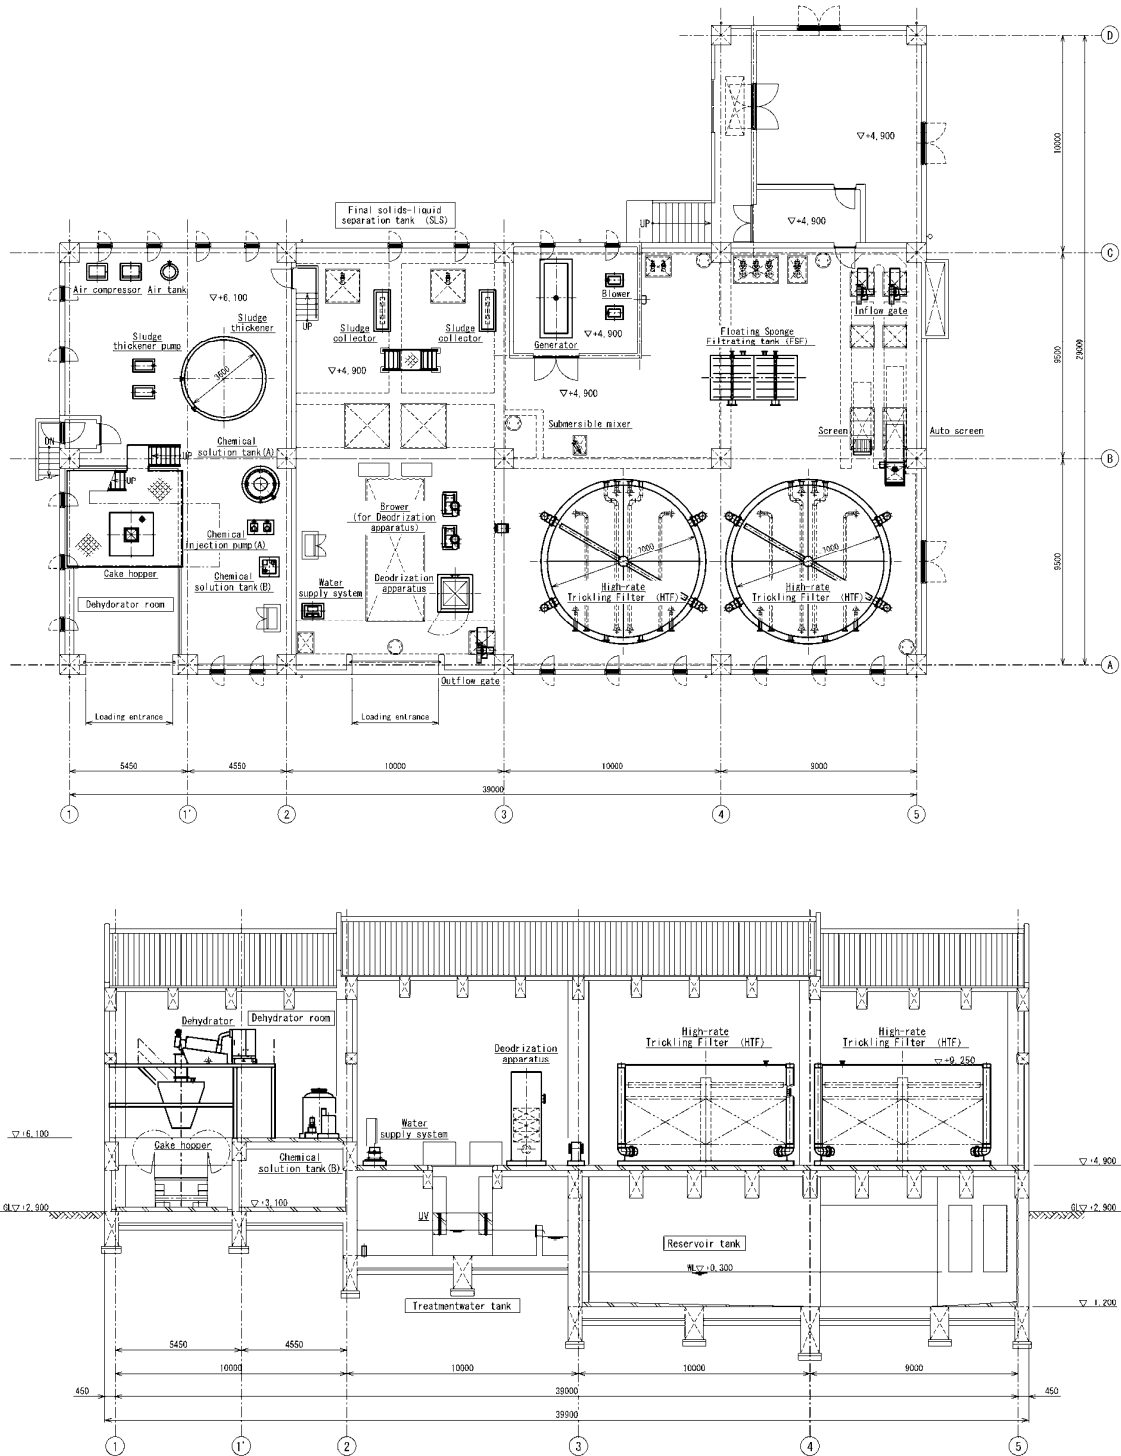 D
▽+4,900
10000
Final solids-liquid
separation tank (SLS)
UP
▽+4,900
C
Air compressor
Air tank
▽+6,100
Sludge
thickener
Sludge
thickener pump
3600
UP
Sludge
collector
Sludge
collector
▽+4,900
Blower
▽+4,900
Generator
▽+4,900
Inflow gate
Floating Sponge
Filtrating tank (FSF)
9500
29000
Submersible mixer
Screen
Auto screen
DN
Chemical
solution tank(A)
UP
UP
B
Brower
(for Deodrization
apparatus)
Chemical
injection pump(A)
Cake hopper
Chemical
solution tank(B)
Water
supply system
Deodrization
apparatus
7000
High-rate
Trickling Filter (HTF)
7000
High-rate
Trickling Filter (HTF)
9500
Dehydorator room
A
Outflow gate
Loading entrance
Loading entrance
5450
4550
10000
10000
9000
39000
1
1'
2
3
4
5
Dehydrator
Dehydrator room
Deodrization
apparatus
High-rate
Trickling Filter (HTF)
High-rate
Trickling Filter (HTF)
▽+9,250
▽+6,100
Cake hopper
Water
supply system
Chemical
solution tank(B)
▽+4,900
▽+3,100
GL▽+2,900
UV
GL▽+2,900
Reservoir tank
WL▽+0,300
Treatmentwater tank
▽-1,200
5450
4550
10000
10000
10000
9000
450
39000
450
39900
1
1'
2
3
4
5